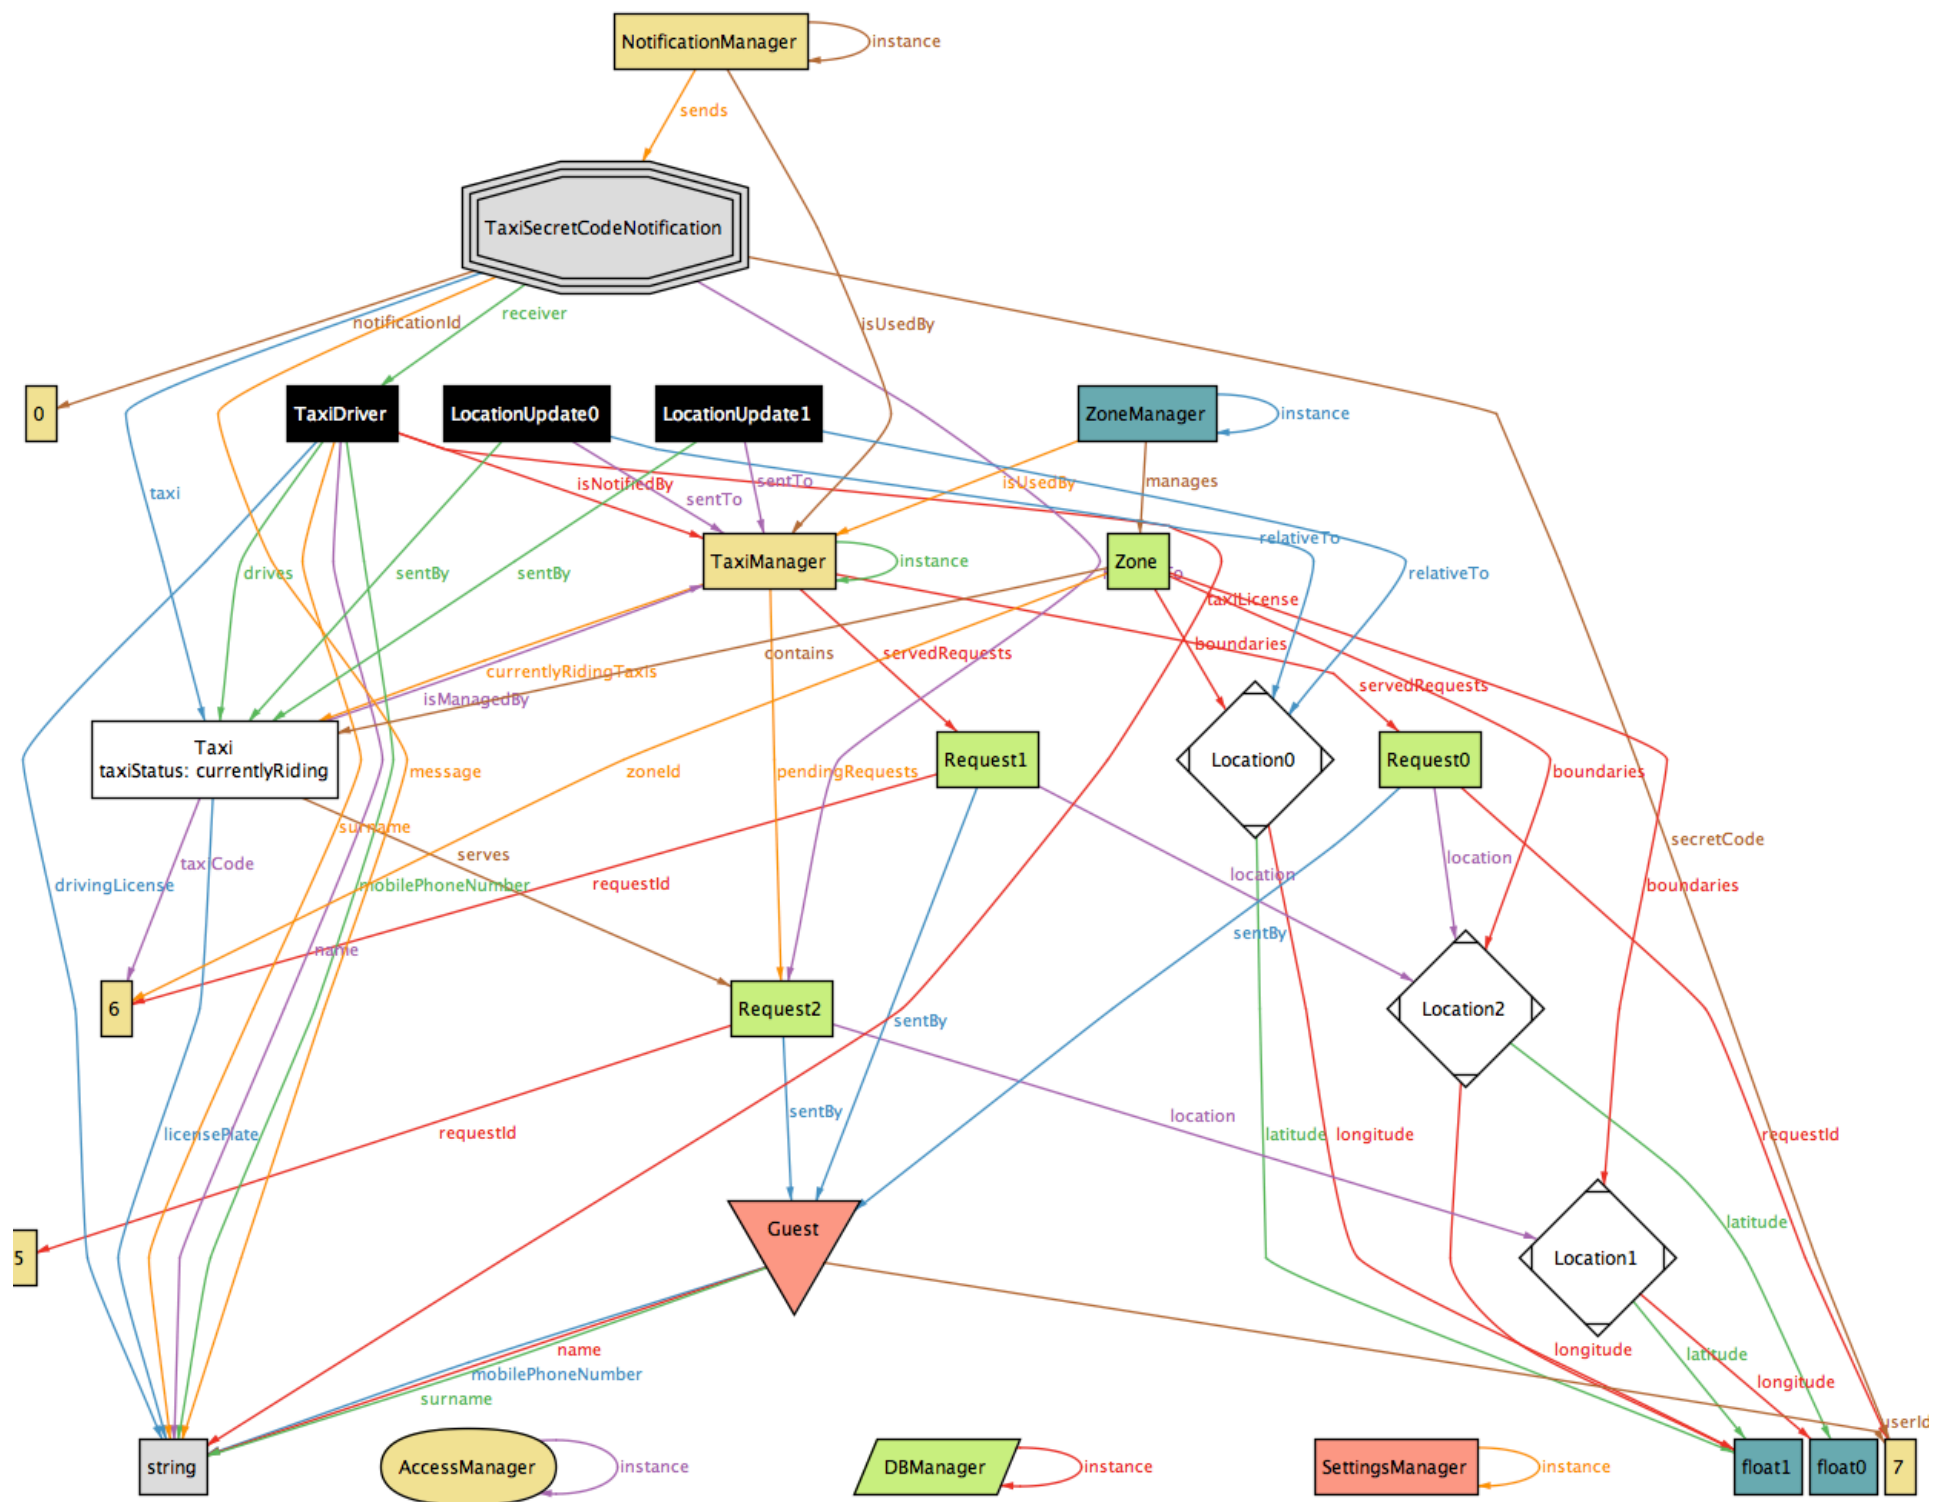 NotificationManager
instance
sends
TaxiSecretCodeNotification
notificationId
receiver
isUsedBy
0
TaxiDriver
LocationUpdate0
LocationUpdate1
ZoneManager
instance
taxi
isNotifiedBy
sentTo
sentTo
isUsedBy
manages
relativeTo
drives
sentBy
sentBy
TaxiManager
instance
Zone
relativeTo
taxiLicense
boundaries
contains
servedRequests
currentlyRidingTaxis
isManagedBy
servedRequests
Taxi
taxiStatus: currentlyRiding
message
zoneId
pendingRequests
Request1
Location0
Request0
boundaries
surname
serves
taxiCode
secretCode
location
location
drivingLicense
mobilePhoneNumber
requestId
boundaries
name
sentBy
6
Request2
sentBy
Location2
sentBy
location
licensePlate
requestId
latitude
longitude
requestId
latitude
5
Guest
Location1
name
mobilePhoneNumber
surname
longitude
latitude
longitude
userId
string
AccessManager
instance
DBManager
instance
SettingsManager
instance
float1
float0
7